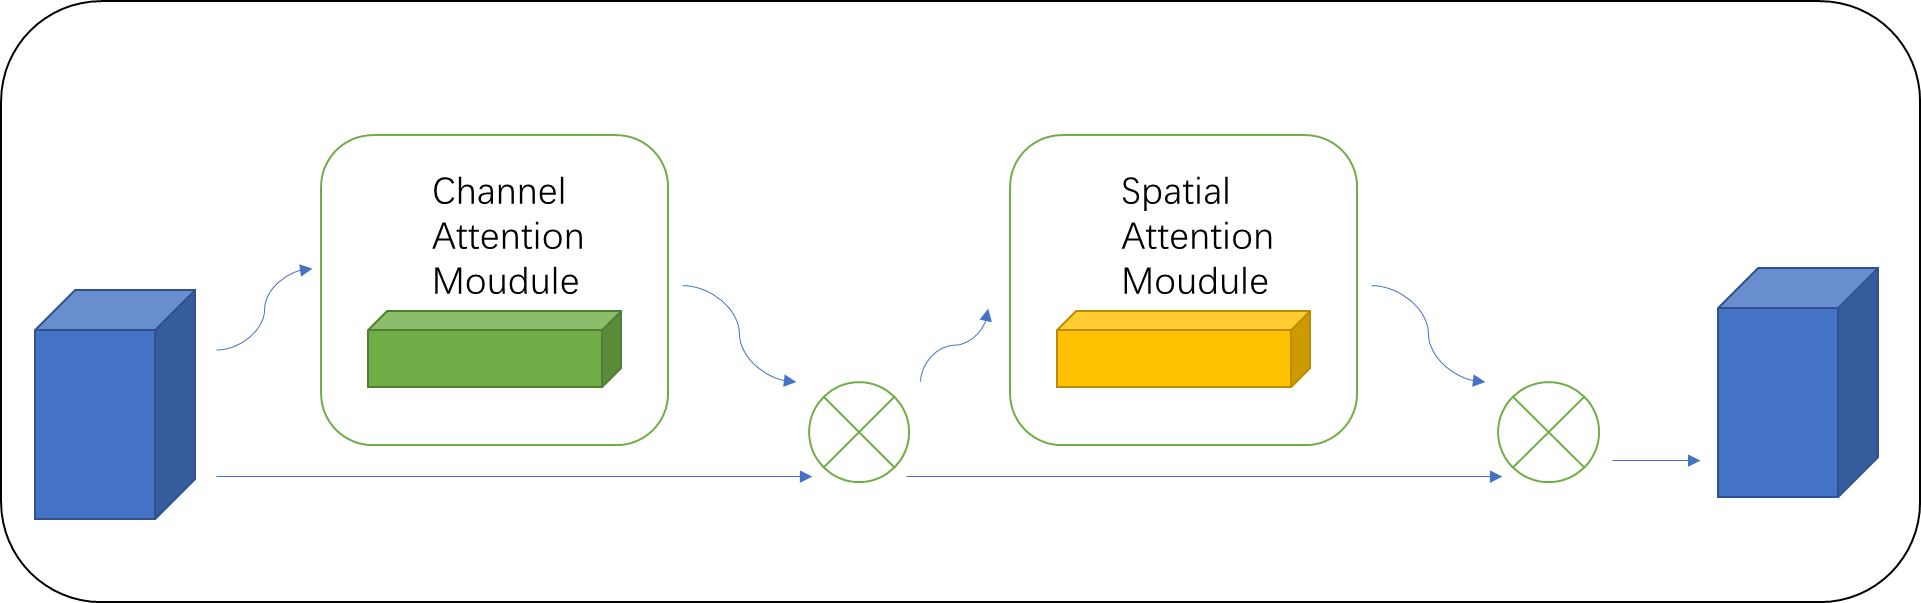 Channel
Attention
Moudule
Spatial
Attention
Moudule